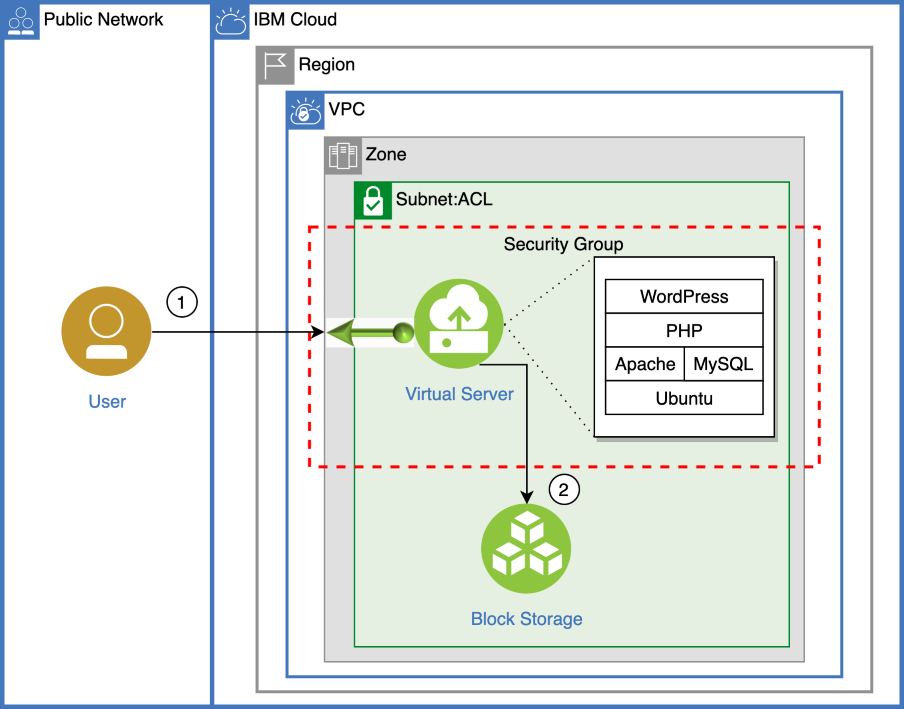 Public Network
IBM Cloud
Region
VPC
Zone
Subnet:ACL
Security Group
1
User
Virtual Server
WordPress
PHP
Apache MySQL
Ubuntu
2
Block Storage